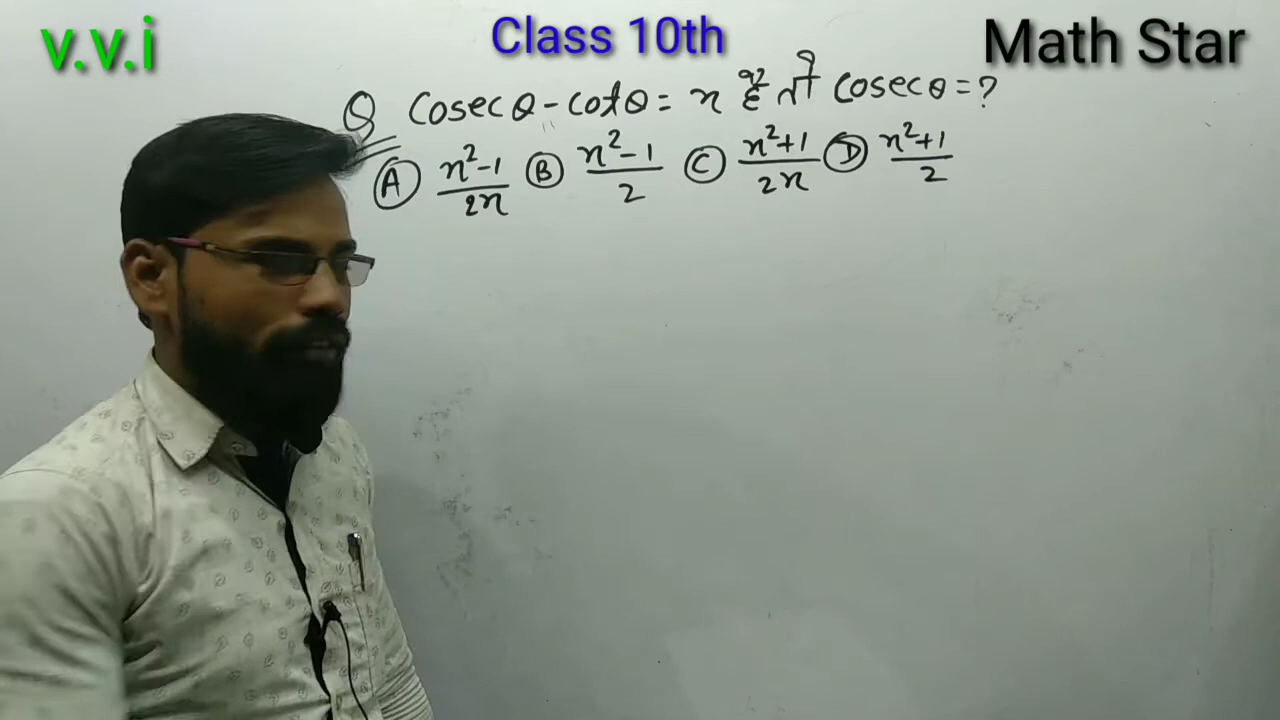 v.v.i Class 10th Math Star
Q Cosecθ - cotθ = x है तो Cosecθ = ?
(A) x²-1/2x (B) x²-1/2 (C) x²+1/2x (D) x²+1/2